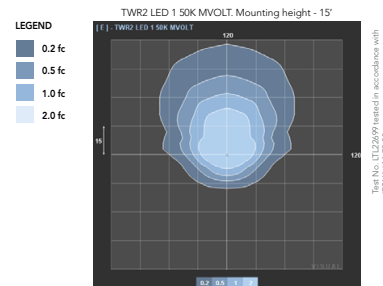 TWR2 LED 1 50K MVOLT. Mounting height - 15'
LEGEND
0.2 fc
0.5 fc
1.0 fc
2.0 fc
[ E ] - TWR2 LED 1 50K MVOLT
120
15
120
VISUAL
0.2 0.5 1 2
Test No. LTL22699 tested in accordance with